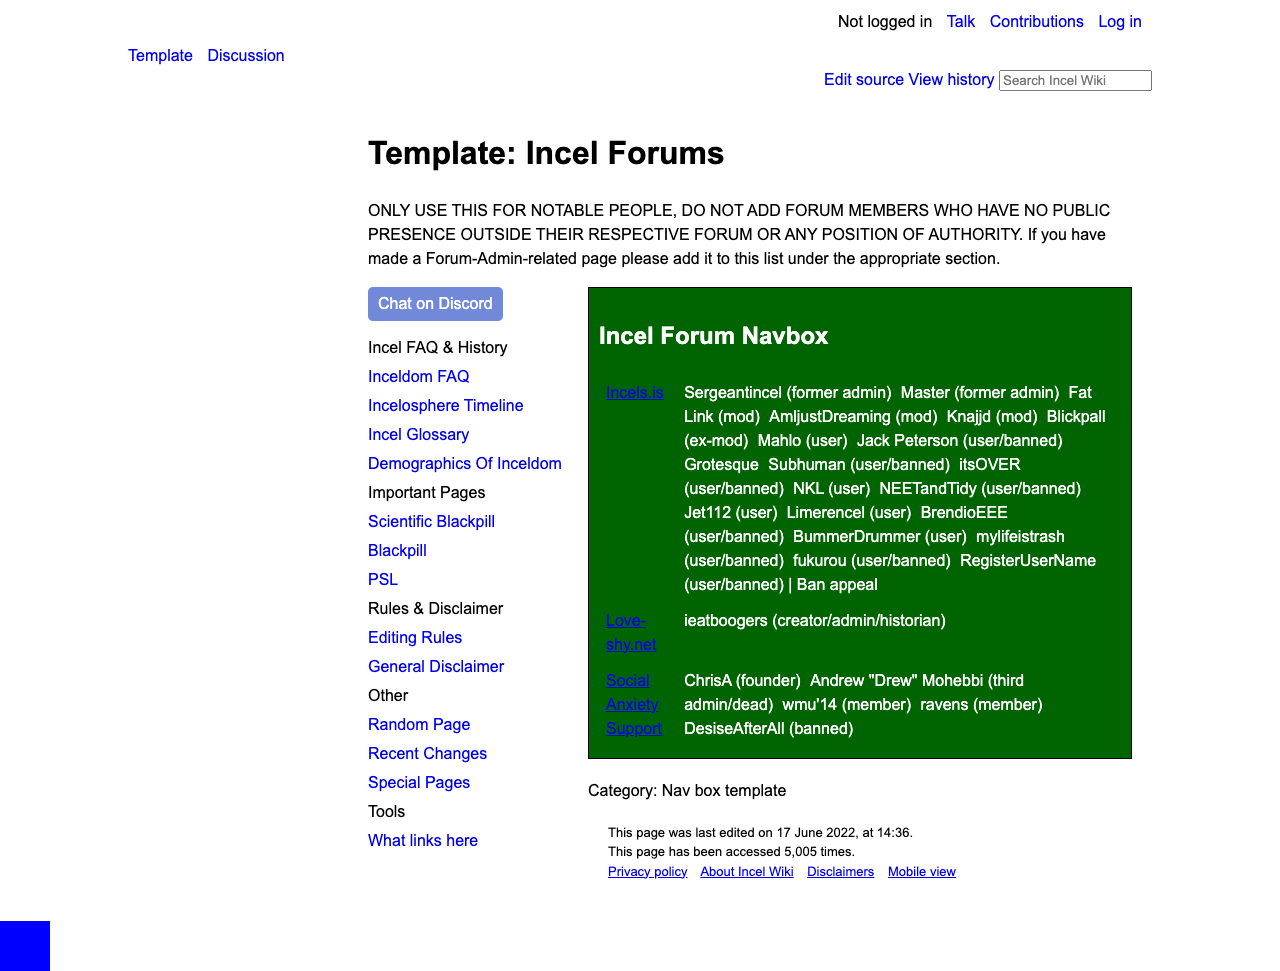 Not logged in Talk Contributions Log in
Template Discussion
Edit source View history Search Incel Wiki
Template: Incel Forums
ONLY USE THIS FOR NOTABLE PEOPLE, DO NOT ADD FORUM MEMBERS WHO HAVE NO PUBLIC
PRESENCE OUTSIDE THEIR RESPECTIVE FORUM OR ANY POSITION OF AUTHORITY. If you have
made a Forum-Admin-related page please add it to this list under the appropriate section.
Chat on Discord
Incel FAQ & History
Inceldom FAQ
Incelosphere Timeline
Incel Glossary
Demographics Of Inceldom
Important Pages
Scientific Blackpill
Blackpill
PSL
Rules & Disclaimer
Editing Rules
General Disclaimer
Other
Random Page
Recent Changes
Special Pages
Tools
What links here
Incel Forum Navbox
Incels.is
Sergeantincel (former admin) Master (former admin) Fat
Link (mod) AmljustDreaming (mod) Knajjd (mod) Blickpall
(ex-mod) Mahlo (user) Jack Peterson (user/banned)
Grotesque Subhuman (user/banned) itsOVER
(user/banned) NKL (user) NEETandTidy (user/banned)
Jet112 (user) Limerencel (user) BrendioEEE
(user/banned) BummerDrummer (user) mylifeistrash
(user/banned) fukurou (user/banned) RegisterUserName
(user/banned) | Ban appeal
Love-
shy.net
ieatboogers (creator/admin/historian)
Social
Anxiety
Support
ChrisA (founder) Andrew "Drew" Mohebbi (third
admin/dead) wmu'14 (member) ravens (member)
DesiseAfterAll (banned)
Category: Nav box template
This page was last edited on 17 June 2022, at 14:36.
This page has been accessed 5,005 times.
Privacy policy About Incel Wiki Disclaimers Mobile view